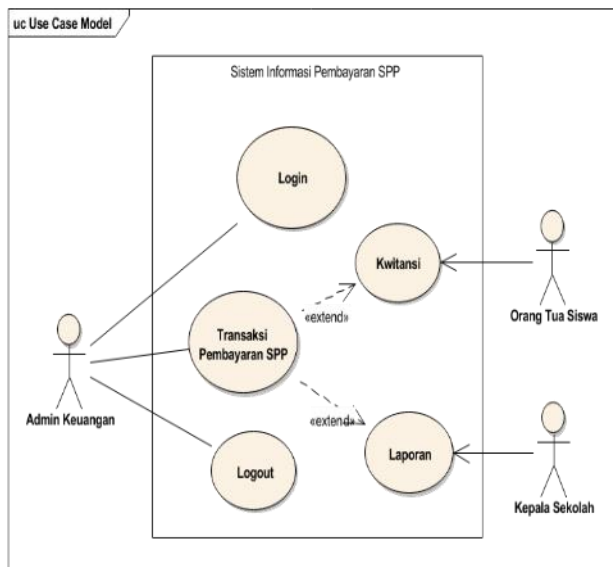 uc Use Case Model
Sistem Informasi Pembayaran SPP
Login
Kwitansi
Orang Tua Siswa
«extend»
Transaksi
Pembayaran SPP
Admin Keuangan
«extend»
Laporan
Logout
Kepala Sekolah